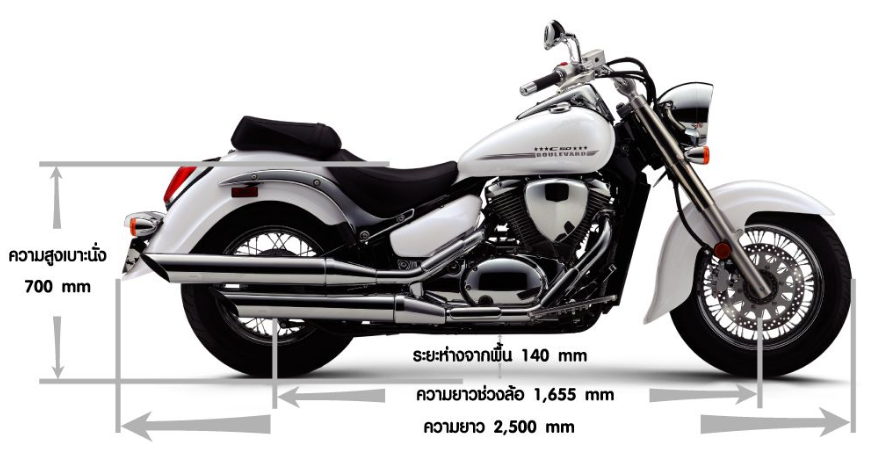 ★★★C 50★★★
BOULEVARD
ความสูงเบาะนั่ง
700 mm
ระยะห่างจากพื้น 140 mm
ความยาวช่วงล้อ 1,655 mm
ความยาว 2,500 mm